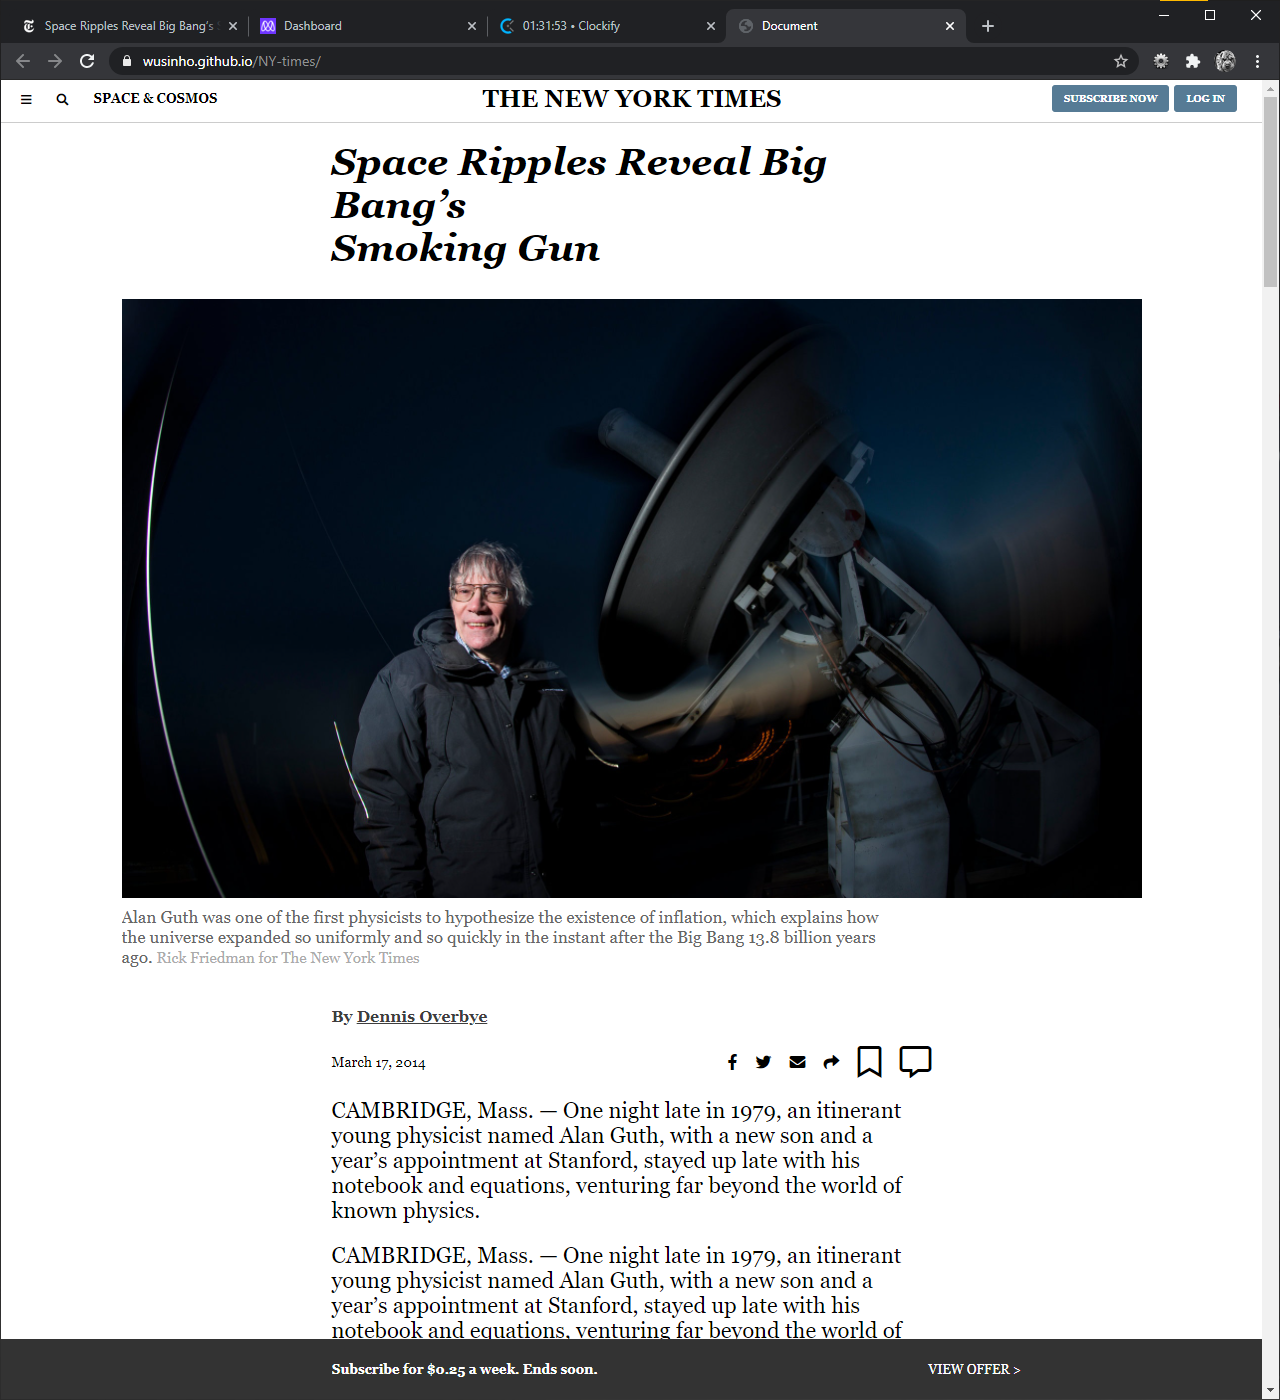 Space Ripples Reveal Big Bang's
Dashboard
01:31:53 • Clockify
Document
wusinho.github.io/NY-times/
SPACE & COSMOS
THE NEW YORK TIMES
SUBSCRIBE NOW
LOG IN
Space Ripples Reveal Big
Bang’s
Smoking Gun
Alan Guth was one of the first physicists to hypothesize the existence of inflation, which explains how
the universe expanded so uniformly and so quickly in the instant after the Big Bang 13.8 billion years
ago. Rick Friedman for The New York Times
By Dennis Overbye
March 17, 2014
CAMBRIDGE, Mass. — One night late in 1979, an itinerant
young physicist named Alan Guth, with a new son and a
year’s appointment at Stanford, stayed up late with his
notebook and equations, venturing far beyond the world of
known physics.
CAMBRIDGE, Mass. — One night late in 1979, an itinerant
young physicist named Alan Guth, with a new son and a
year’s appointment at Stanford, stayed up late with his
notebook and equations, venturing far beyond the world of
Subscribe for $0.25 a week. Ends soon.
VIEW OFFER >